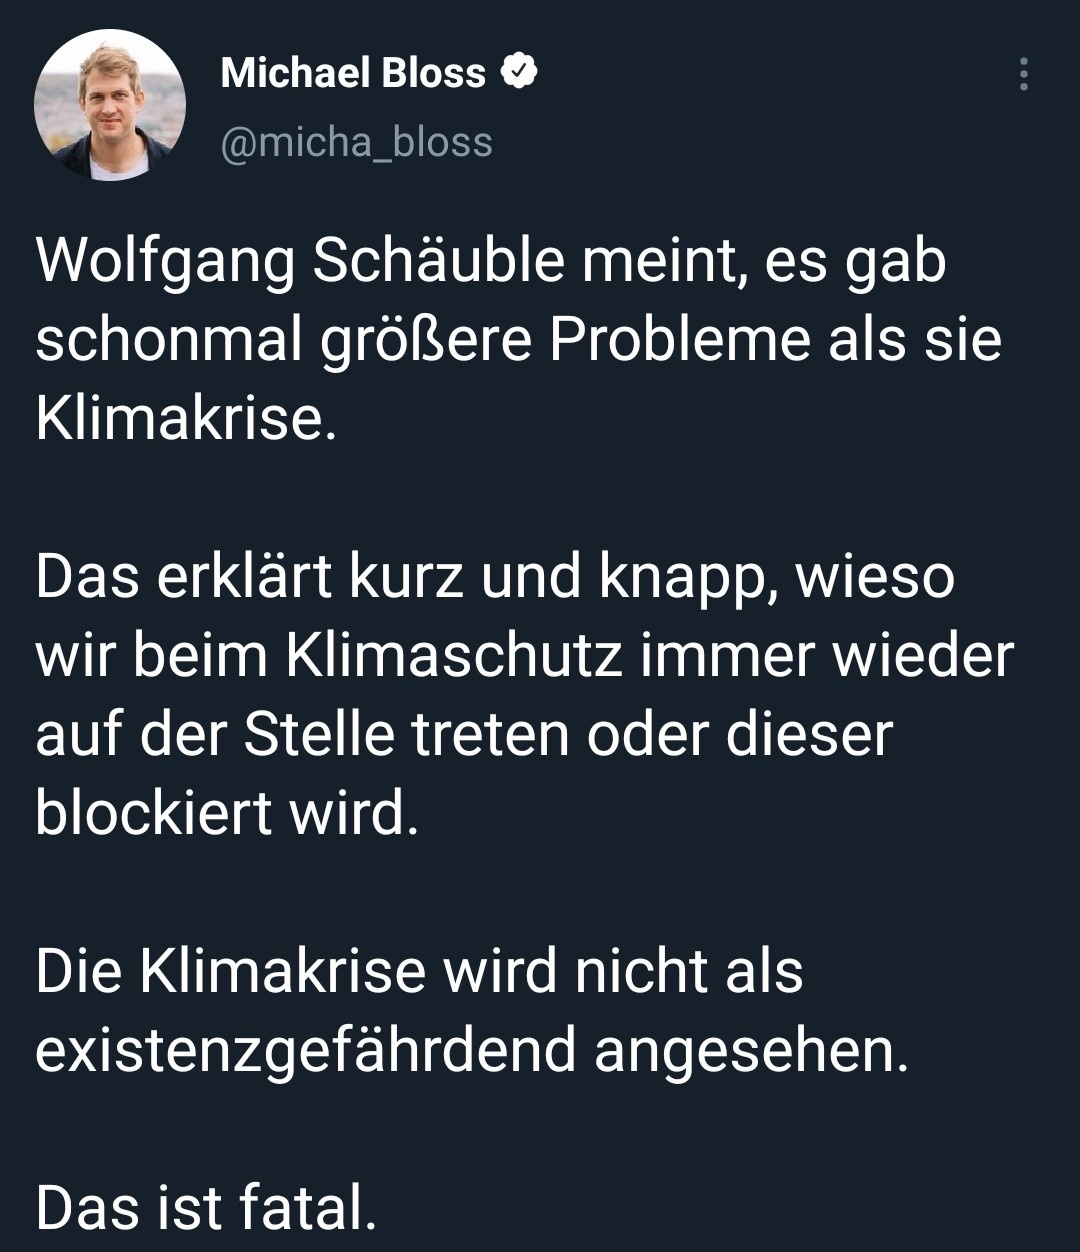 Michael Bloss
@micha_bloss
Wolfgang Schäuble meint, es gab
schonmal größere Probleme als sie
Klimakrise.
Das erklärt kurz und knapp, wieso
wir beim Klimaschutz immer wieder
auf der Stelle treten oder dieser
blockiert wird.
Die Klimakrise wird nicht als
existenzgefährdend angesehen.
Das ist fatal.